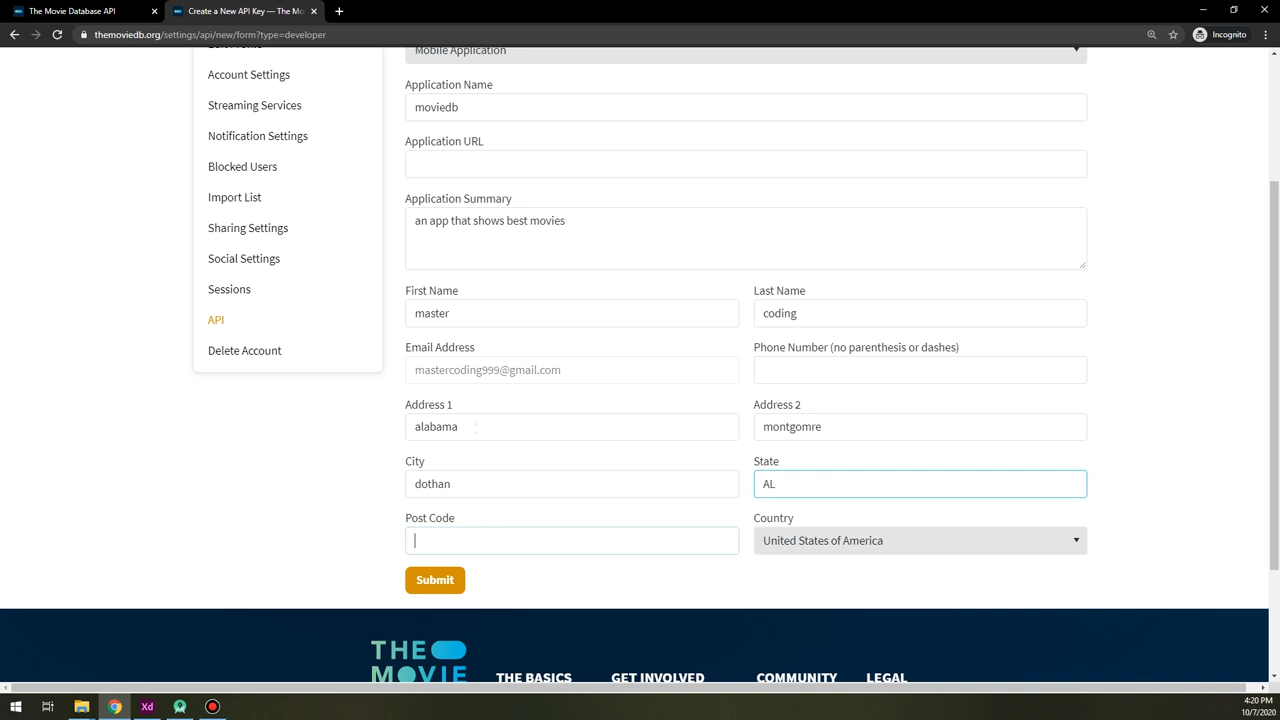 The Movie Database API
Create a New API Key — The Mo
themoviedb.org/settings/api/new/form?type=developer
Incognito
Account Settings
Streaming Services
Notification Settings
Blocked Users
Import List
Sharing Settings
Social Settings
Sessions
API
Delete Account
Mobile Application
Application Name
moviedb
Application URL
Application Summary
an app that shows best movies
First Name
Last Name
master
coding
Email Address
Phone Number (no parenthesis or dashes)
mastercoding999@gmail.com
Address 1
Address 2
alabama
montgomre
City
State
dothan
AL
Post Code
Country
United States of America
Submit
THE
MOVIE
THE BASICS
GET INVOLVED
COMMUNITY
LEGAL
Xd
4:20 PM
10/7/2020